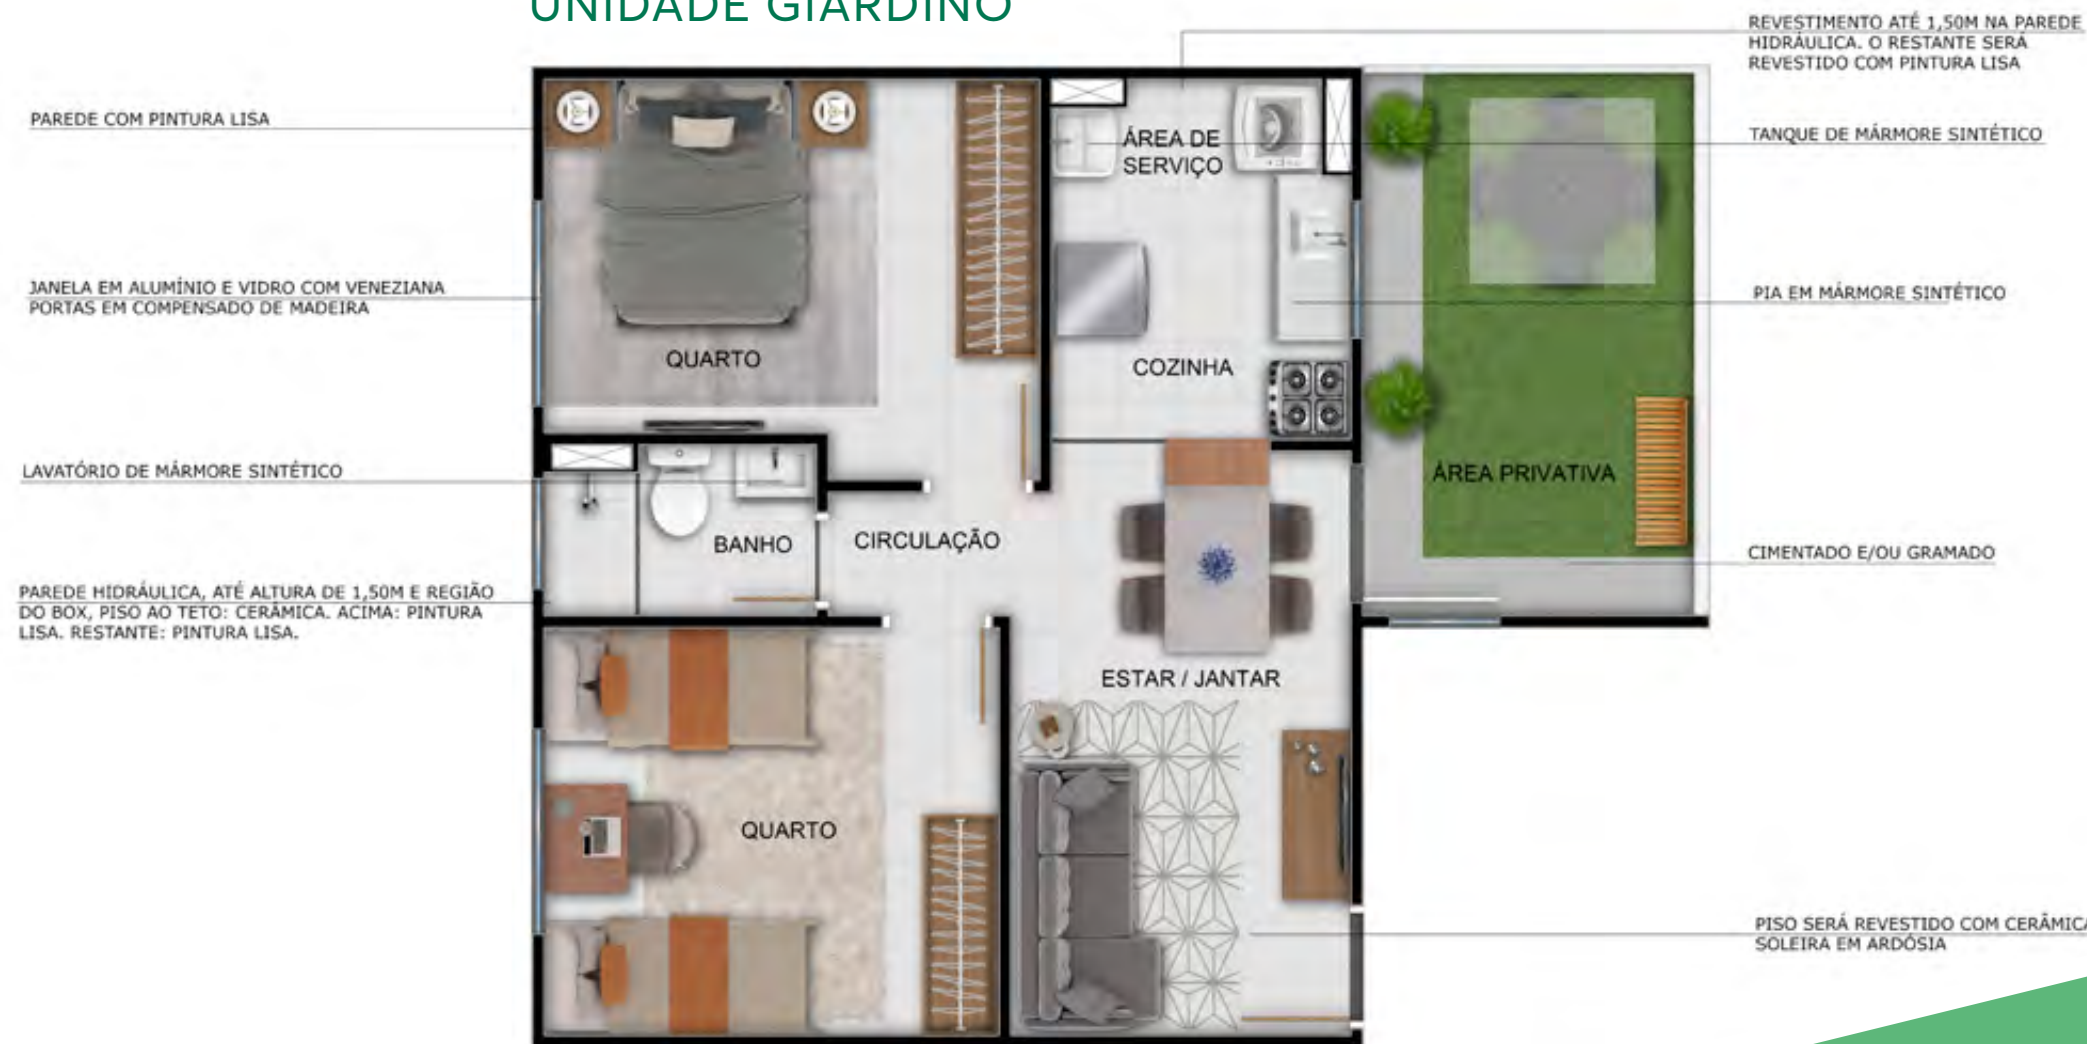 UNIDADE GIARDINO
REVESTIMENTO ATÉ 1,50M NA PAREDE
HIDRÁULICA. O RESTANTE SERÁ
REVESTIDO COM PINTURA LISA
PAREDE COM PINTURA LISA
TANQUE DE MÁRMORE SINTÉTICO
ÁREA DE
SERVIÇO
JANELA EM ALUMÍNIO E VIDRO COM VENEZIANA
PORTAS EM COMPENSADO DE MADEIRA
PIA EM MÁRMORE SINTÉTICO
QUARTO
COZINHA
LAVATÓRIO DE MÁRMORE SINTÉTICO
ÁREA PRIVATIVA
BANHO
CIRCULAÇÃO
CIMENTADO E/OU GRAMADO
PAREDE HIDRÁULICA, ATÉ ALTURA DE 1,50M E REGIÃO
DO BOX, PISO AO TETO: CERÂMICA. ACIMA: PINTURA
LISA. RESTANTE: PINTURA LISA.
ESTAR / JANTAR
QUARTO
PISO SERÁ REVESTIDO COM CERÂMICA
SOLEIRA EM ARDÓSIA